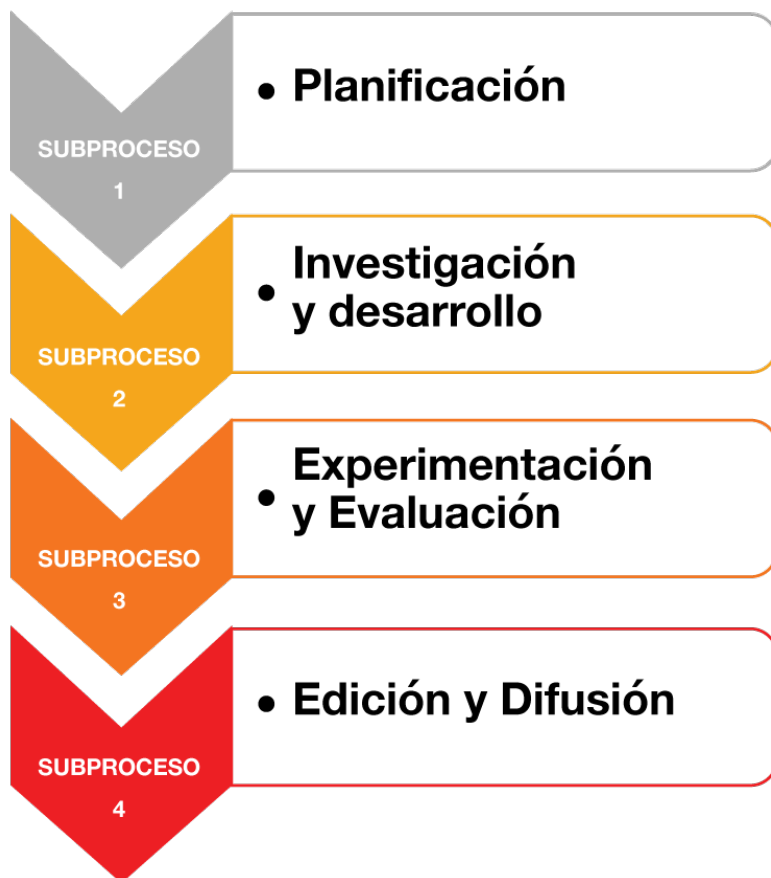 SUBPROCESO
1
• Planificación
SUBPROCESO
2
• Investigación
y desarrollo
SUBPROCESO
3
• Experimentación
y Evaluación
SUBPROCESO
4
• Edición y Difusión